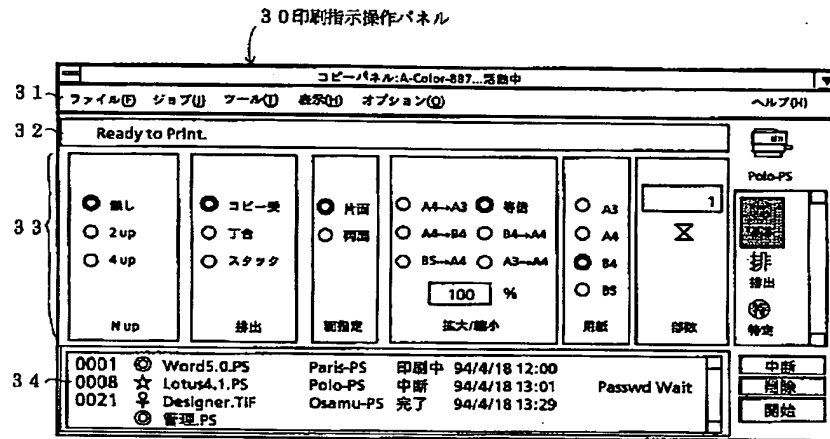 30印刷指示操作パネル
コピーパネル:A-Color-887...活動中
31 ファイル(F) ジョブ(J) ツール(T) 表示(H) オプション(O) ヘルプ(H)
32 Ready to Print.
Polo-PS
33
無し
2 up
4 up
N up
コピー受
丁合
スタック
排出
片面
両面
面指定
A4→A3 等倍
A4→B4 B4→A4
B5→A4 A3→A4
100 %
拡大/縮小
A3
A4
B4
B5
用紙
1
部数
排
排出
特定
34
0001 Word5.0.PS Paris-PS 印刷中 94/4/18 12:00
0008 Lotus4.1.PS Polo-PS 中断 94/4/18 13:01 Passwd Wait
0021 Designer.TIF Osamu-PS 完了 94/4/18 13:29
管理.PS
中断
削除
開始